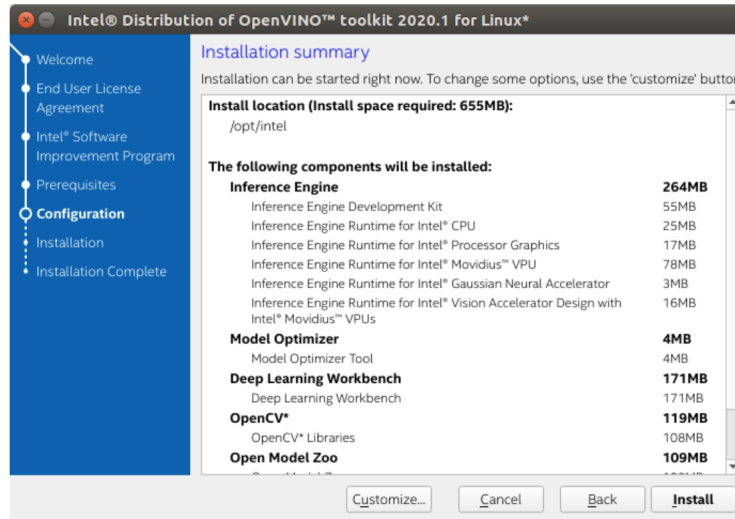 Intel® Distribution of OpenVINO™ toolkit 2020.1 for Linux*
Welcome
End User License
Agreement
Intel® Software
Improvement Program
Prerequisites
Configuration
Installation
Installation Complete
Installation summary
Installation can be started right now. To change some options, use the 'customize'
Install location (Install space required: 655MB):
/opt/intel
The following components will be installed:
Inference Engine 264MB
Inference Engine Development Kit 55MB
Inference Engine Runtime for Intel® CPU 25MB
Inference Engine Runtime for Intel® Processor Graphics 17MB
Inference Engine Runtime for Intel® Movidius™ VPU 78MB
Inference Engine Runtime for Intel® Gaussian Neural Accelerator 3MB
Inference Engine Runtime for Intel® Vision Accelerator Design with 16MB
Intel® Movidius™ VPUs
Model Optimizer 4MB
Model Optimizer Tool 4MB
Deep Learning Workbench 171MB
Deep Learning Workbench 171MB
OpenCV* 119MB
OpenCV* Libraries 108MB
Open Model Zoo 109MB
Customize... Cancel Back Install